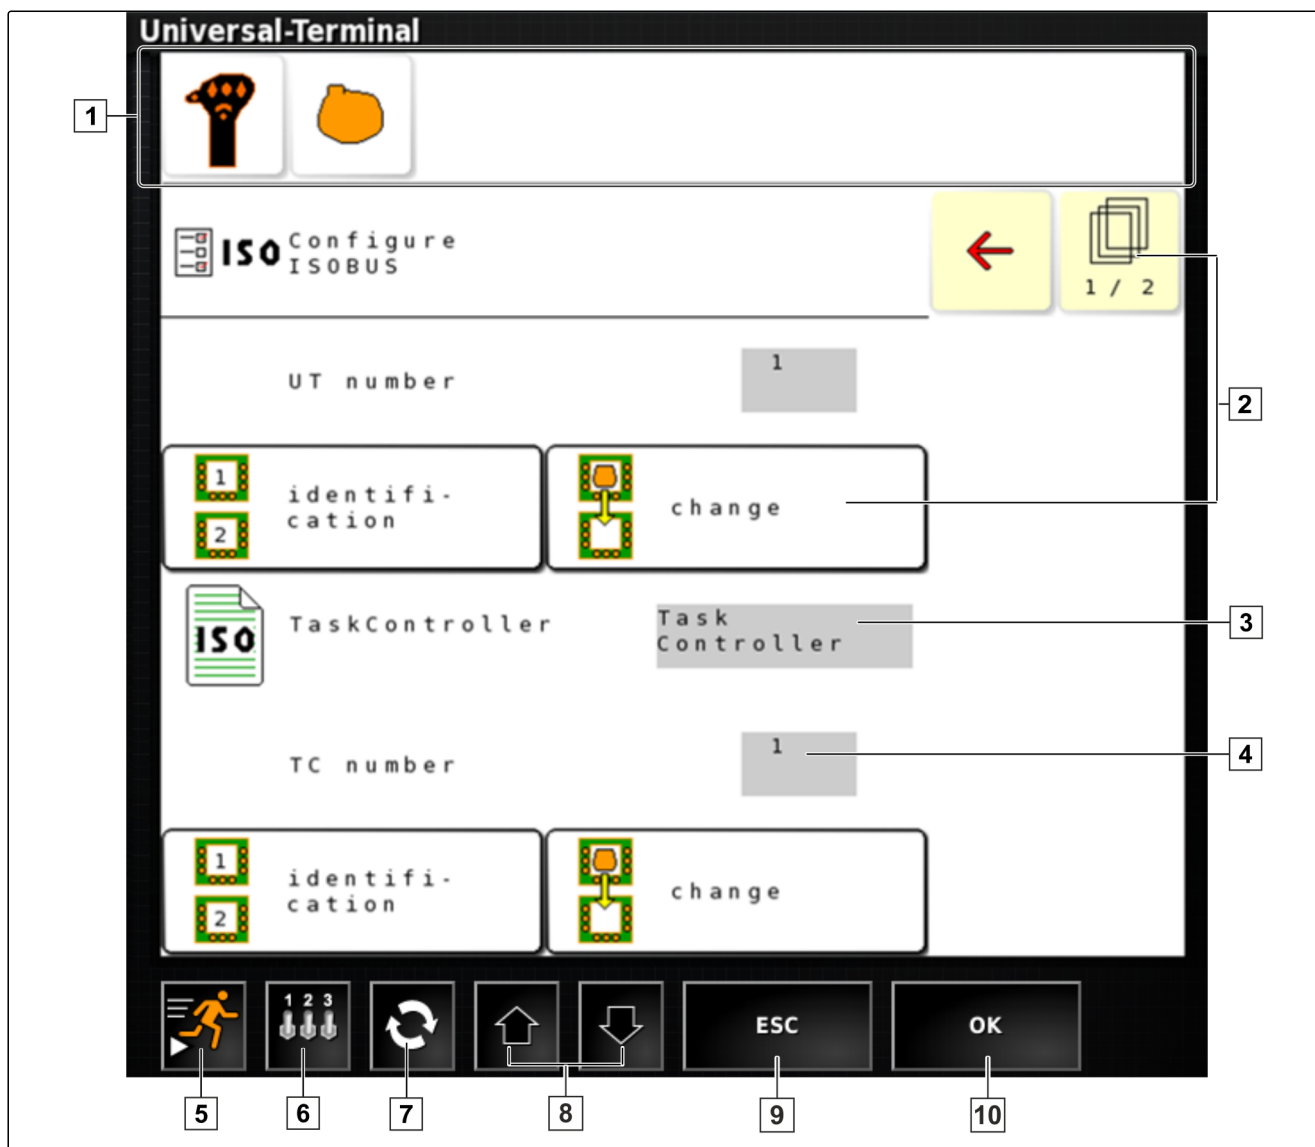 Universal-Terminal
1
ISO Configure
ISOBUS
1 / 2
UT number 1
2
1
2
identifi-
cation
change
ISO
TaskController
Task
Controller
3
TC number 1
4
1
2
identifi-
cation
change
1 2 3
ESC
OK
5 6 7 8 9 10